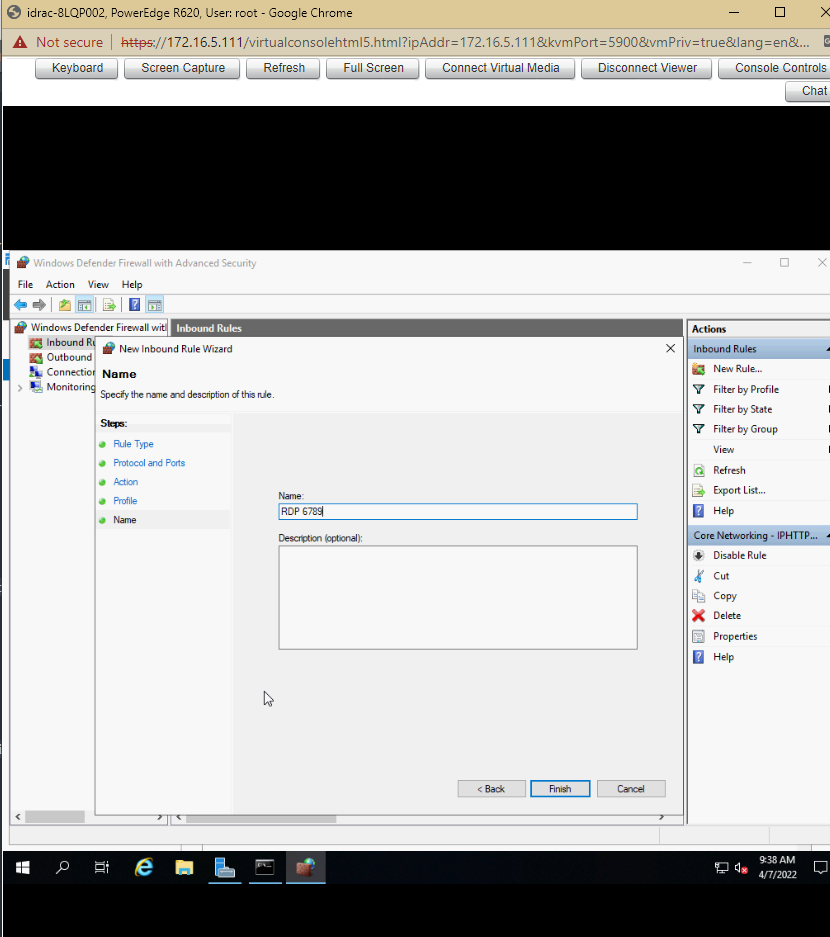 idrac-8LQP002, PowerEdge R620, User: root - Google Chrome
Not secure | https://172.16.5.111/virtualconsolehtml5.html?ipAddr=172.16.5.111&kvmPort=5900&vmPriv=true&lang=en&...
Keyboard Screen Capture Refresh Full Screen Connect Virtual Media Disconnect Viewer Console Controls
Chat
Windows Defender Firewall with Advanced Security
File Action View Help
Windows Defender Firewall with
Inbound Ru
Outbound
Connection
Monitoring
Inbound Rules
New Inbound Rule Wizard
Name
Specify the name and description of this rule.
Steps:
Rule Type
Protocol and Ports
Action
Profile
Name
Name:
RDP 6789
Description (optional):
< Back Finish Cancel
Actions
Inbound Rules
New Rule...
Filter by Profile
Filter by State
Filter by Group
View
Refresh
Export List...
Help
Core Networking - IPHTTP...
Disable Rule
Cut
Copy
Delete
Properties
Help
9:38 AM
4/7/2022